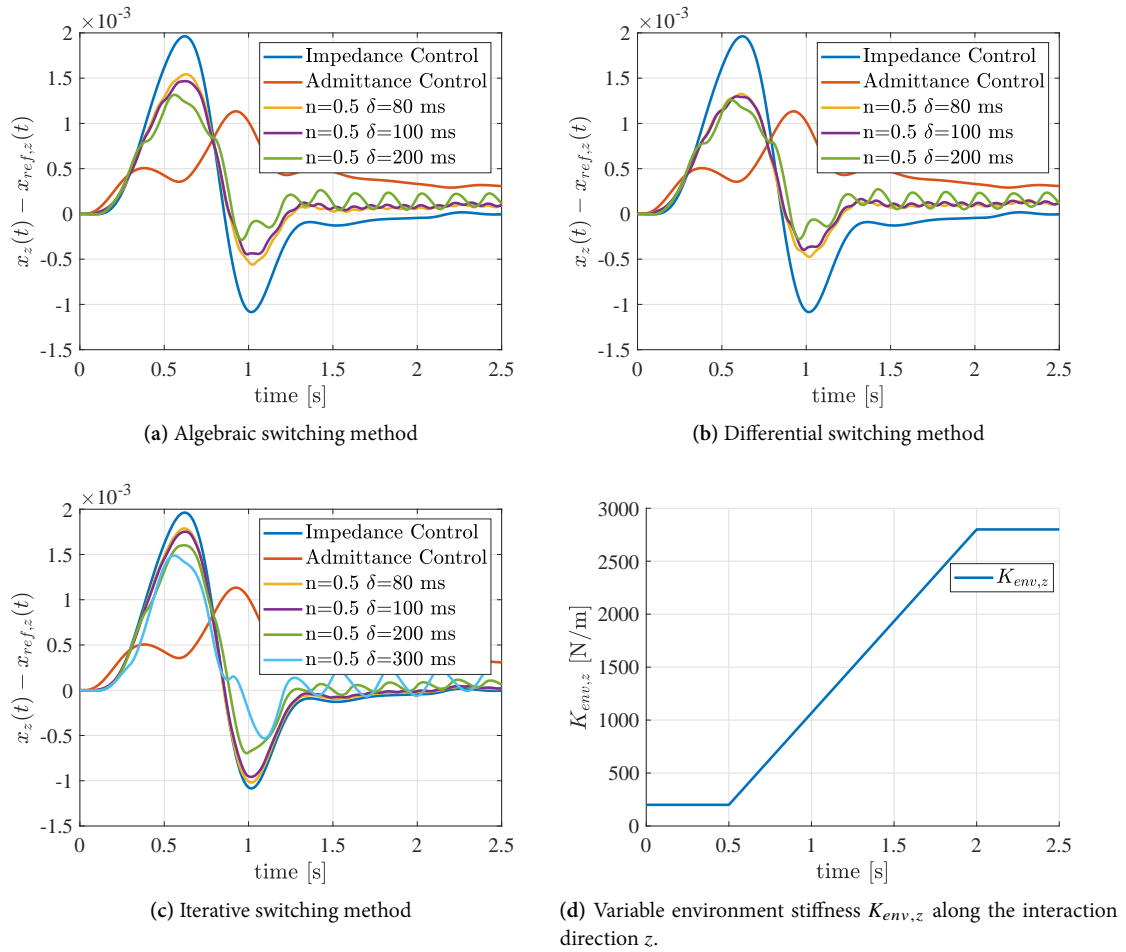 ×10⁻³
2
1.5
1
0.5
0
-0.5
-1
-1.5
x_z(t) − x_{ref,z}(t)
Impedance Control
Admittance Control
n=0.5 δ=80 ms
n=0.5 δ=100 ms
n=0.5 δ=200 ms
0 0.5 1 1.5 2 2.5
time [s]
(a) Algebraic switching method
×10⁻³
2
1.5
1
0.5
0
-0.5
-1
-1.5
x_z(t) − x_{ref,z}(t)
Impedance Control
Admittance Control
n=0.5 δ=80 ms
n=0.5 δ=100 ms
n=0.5 δ=200 ms
0 0.5 1 1.5 2 2.5
time [s]
(b) Differential switching method
×10⁻³
2
1.5
1
0.5
0
-0.5
-1
-1.5
x_z(t) − x_{ref,z}(t)
Impedance Control
Admittance Control
n=0.5 δ=80 ms
n=0.5 δ=100 ms
n=0.5 δ=200 ms
n=0.5 δ=300 ms
0 0.5 1 1.5 2 2.5
time [s]
(c) Iterative switching method
3000
2900
2000
1500
1000
500
0
K_{env,z} [N/m]
K_{env,z}
0 0.5 1 1.5 2 2.5
time [s]
(d) Variable environment stiffness K_{env,z} along the interaction
direction z.